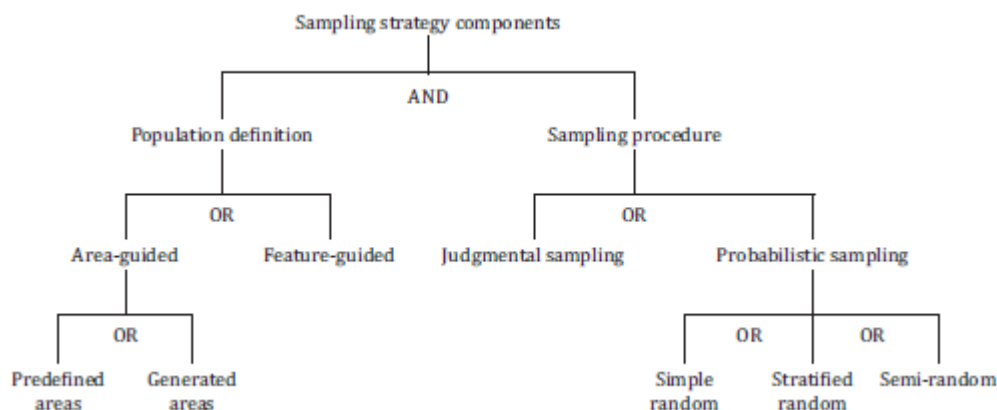 Sampling strategy components
AND
Population definition
Sampling procedure
OR
OR
Area-guided
Feature-guided
Judgmental sampling
Probabilistic sampling
OR
OR
OR
Predefined
areas
Generated
areas
Simple
random
Stratified
random
Semi-random